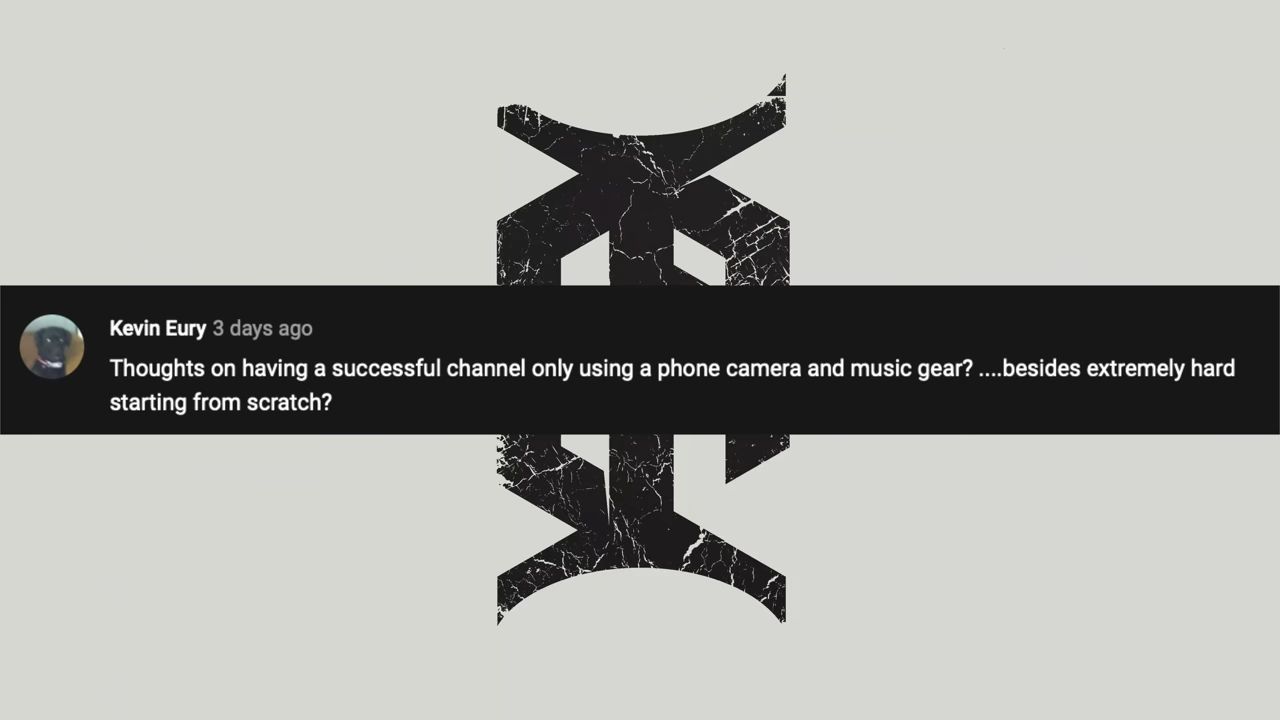 Kevin Eury 3 days ago
Thoughts on having a successful channel only using a phone camera and music gear? ....besides extremely hard
starting from scratch?